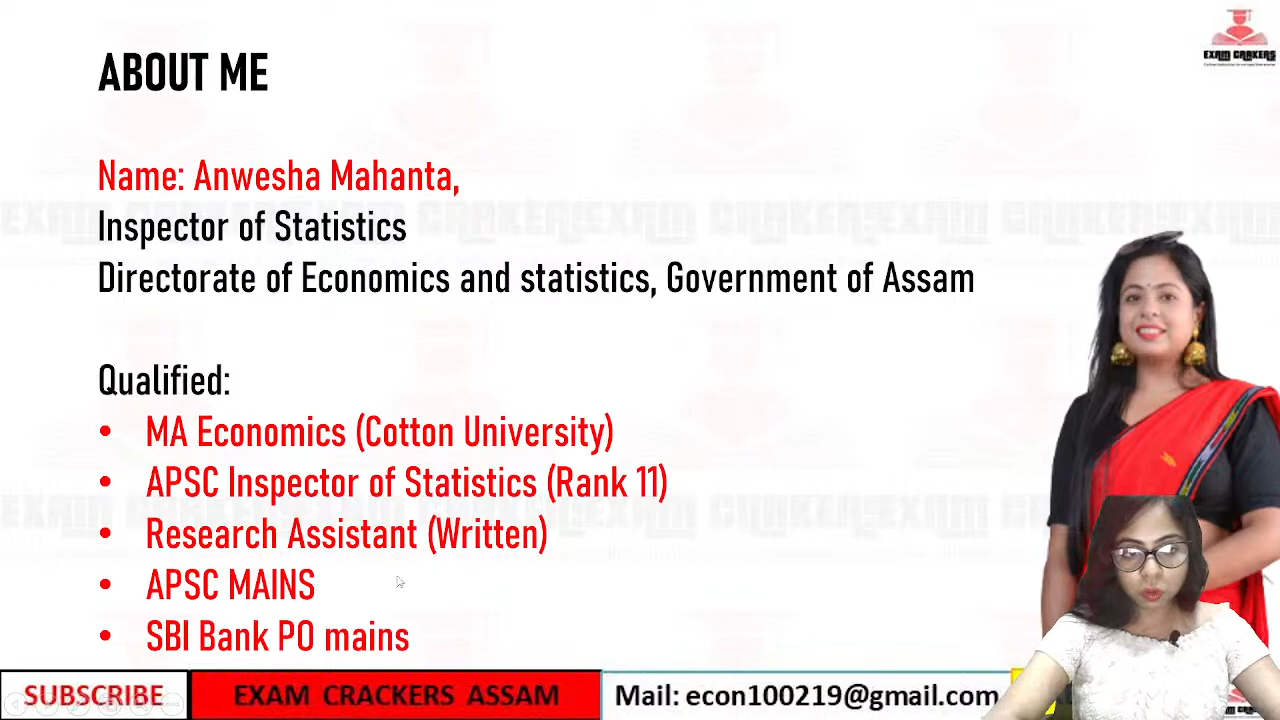 EXAM CRAKERS
ABOUT ME
Name: Anwesha Mahanta,
Inspector of Statistics
Directorate of Economics and statistics, Government of Assam
Qualified:
• MA Economics (Cotton University)
• APSC Inspector of Statistics (Rank 11)
• Research Assistant (Written)
• APSC MAINS
• SBI Bank PO mains
SUBSCRIBE EXAM CRACKERS ASSAM Mail: econ100219@gmail.com